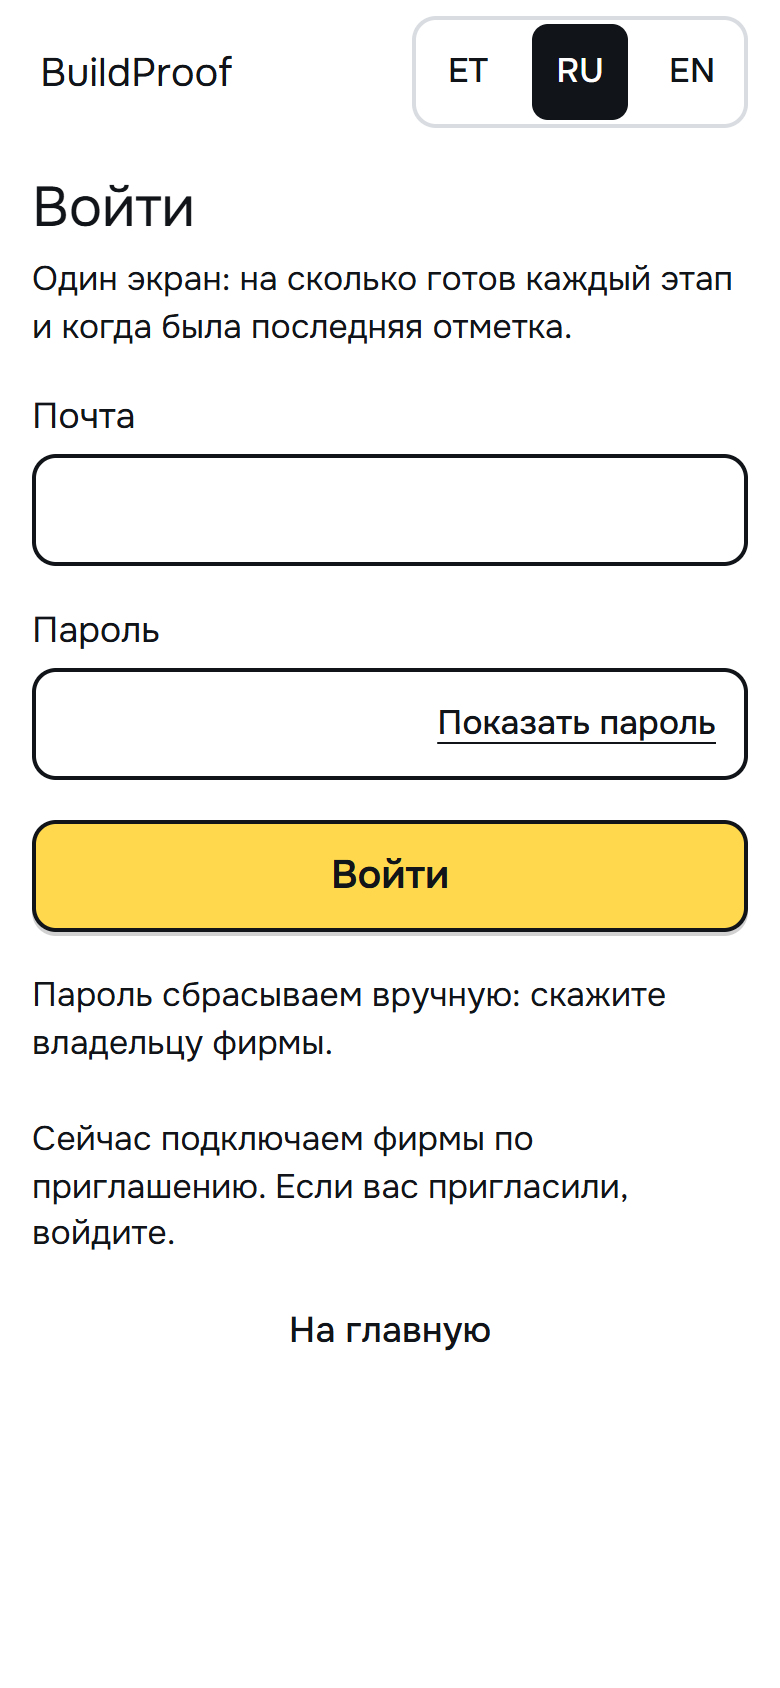 BuildProof
ET RU EN
Войти
Один экран: на сколько готов каждый этап
и когда была последняя отметка.
Почта
Пароль
Показать пароль
Войти
Пароль сбрасываем вручную: скажите
владельцу фирмы.
Сейчас подключаем фирмы по
приглашению. Если вас пригласили,
войдите.
На главную